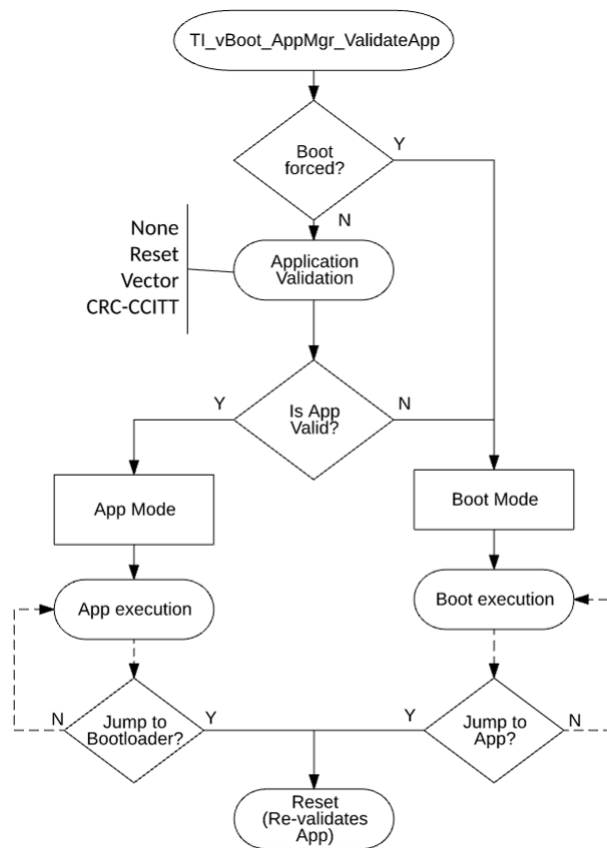 TI_vBoot_AppMgr_ValidateApp
Boot
forced?
Y
N
None
Reset
Vector
CRC-CCITT
Application
Validation
Y
Is App
Valid?
N
App Mode
Boot Mode
App execution
Boot execution
N
Jump to
Bootloader?
Y
Y
Jump to
App?
N
Reset
(Re-validates
App)